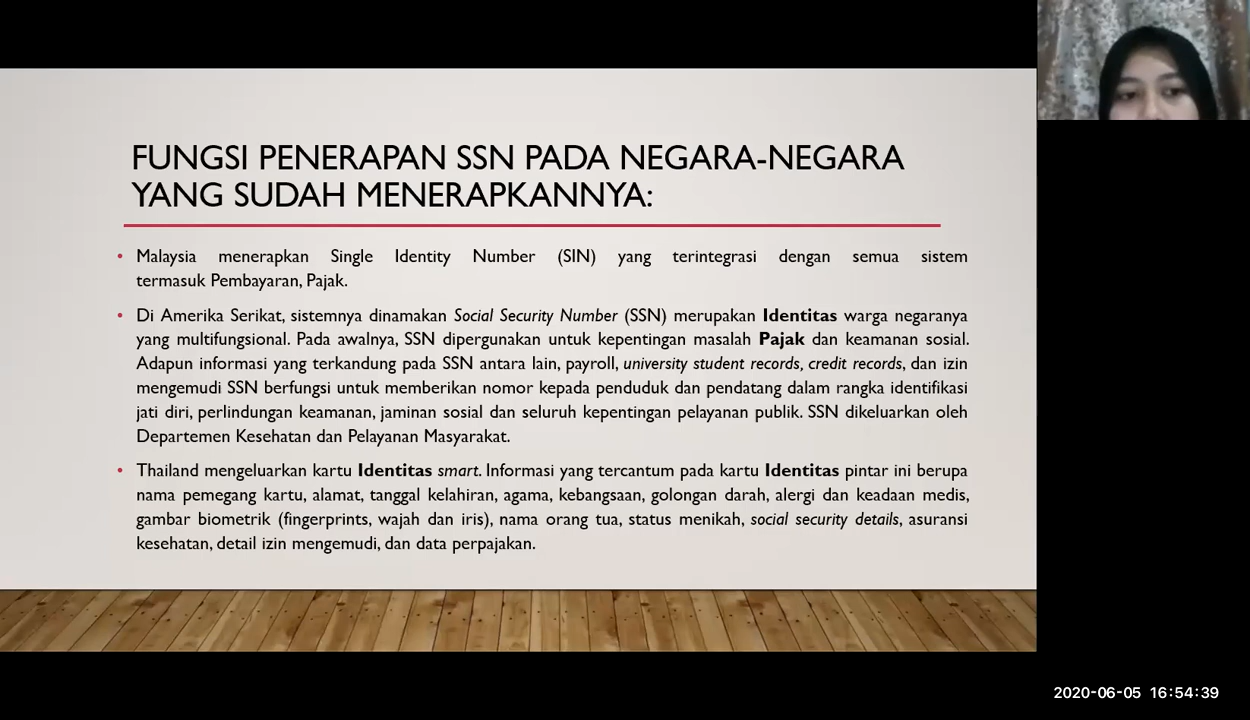 FUNGSI PENERAPAN SSN PADA NEGARA-NEGARA
YANG SUDAH MENERAPKANNYA:
• Malaysia menerapkan Single Identity Number (SIN) yang terintegrasi dengan semua sistem
termasuk Pembayaran, Pajak.
• Di Amerika Serikat, sistemnya dinamakan Social Security Number (SSN) merupakan Identitas warga negaranya
yang multifungsional. Pada awalnya, SSN dipergunakan untuk kepentingan masalah Pajak dan keamanan sosial.
Adapun informasi yang terkandung pada SSN antara lain, payroll, university student records, credit records, dan izin
mengemudi SSN berfungsi untuk memberikan nomor kepada penduduk dan pendatang dalam rangka identifikasi
jati diri, perlindungan keamanan, jaminan sosial dan seluruh kepentingan pelayanan publik. SSN dikeluarkan oleh
Departemen Kesehatan dan Pelayanan Masyarakat.
• Thailand mengeluarkan kartu Identitas smart. Informasi yang tercantum pada kartu Identitas pintar ini berupa
nama pemegang kartu, alamat, tanggal kelahiran, agama, kebangsaan, golongan darah, alergi dan keadaan medis,
gambar biometrik (fingerprints, wajah dan iris), nama orang tua, status menikah, social security details, asuransi
kesehatan, detail izin mengemudi, dan data perpajakan.
2020-06-05 16:54:39